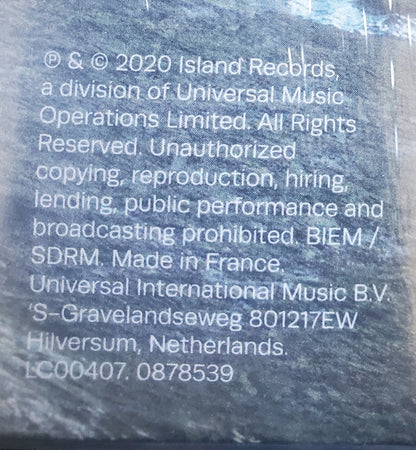 ℗ & © 2020 Island Records,
a division of Universal Music
Operations Limited. All Rights
Reserved. Unauthorized
copying, reproduction, hiring,
lending, public performance and
broadcasting prohibited. BIEM /
SDRM. Made in France.
Universal International Music B.V.
'S-Gravelandseweg 801217EW
Hilversum, Netherlands.
LC00407. 0878539